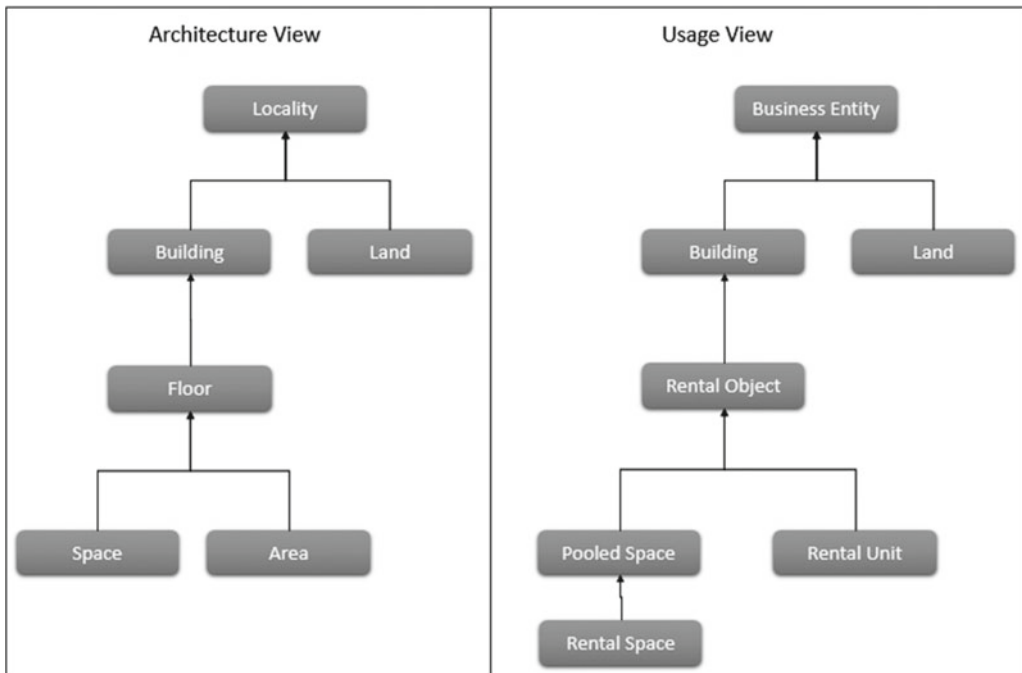 Architecture View
Locality
Building
Land
Floor
Space
Area
Usage View
Business Entity
Building
Land
Rental Object
Pooled Space
Rental Unit
Rental Space